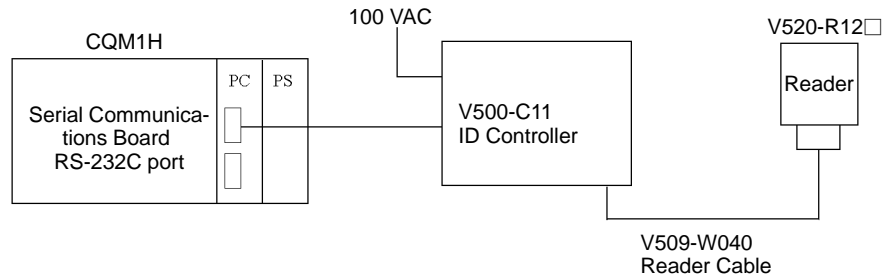 100 VAC
CQM1H
V520-R12□
PC PS
Reader
Serial Communica-
tions Board
RS-232C port
V500-C11
ID Controller
V509-W040
Reader Cable